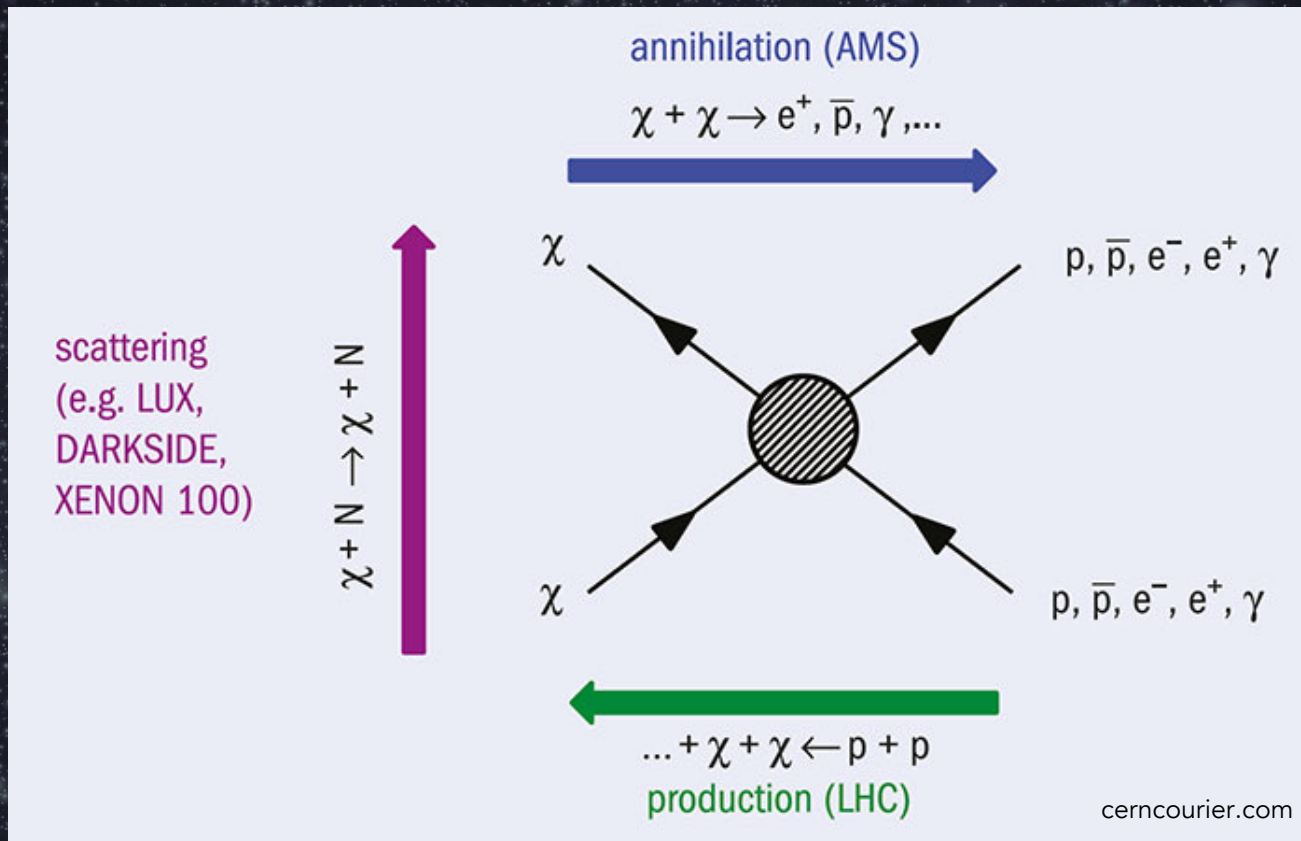 annihilation (AMS)
χ + χ → e⁺, p̅, γ ,...
χ
p, p̅, e⁻, e⁺, γ
scattering
(e.g. LUX,
DARKSIDE,
XENON 100)
χ + N → χ + N
χ
p, p̅, e⁻, e⁺, γ
... + χ + χ ← p + p
production (LHC)
cerncourier.com